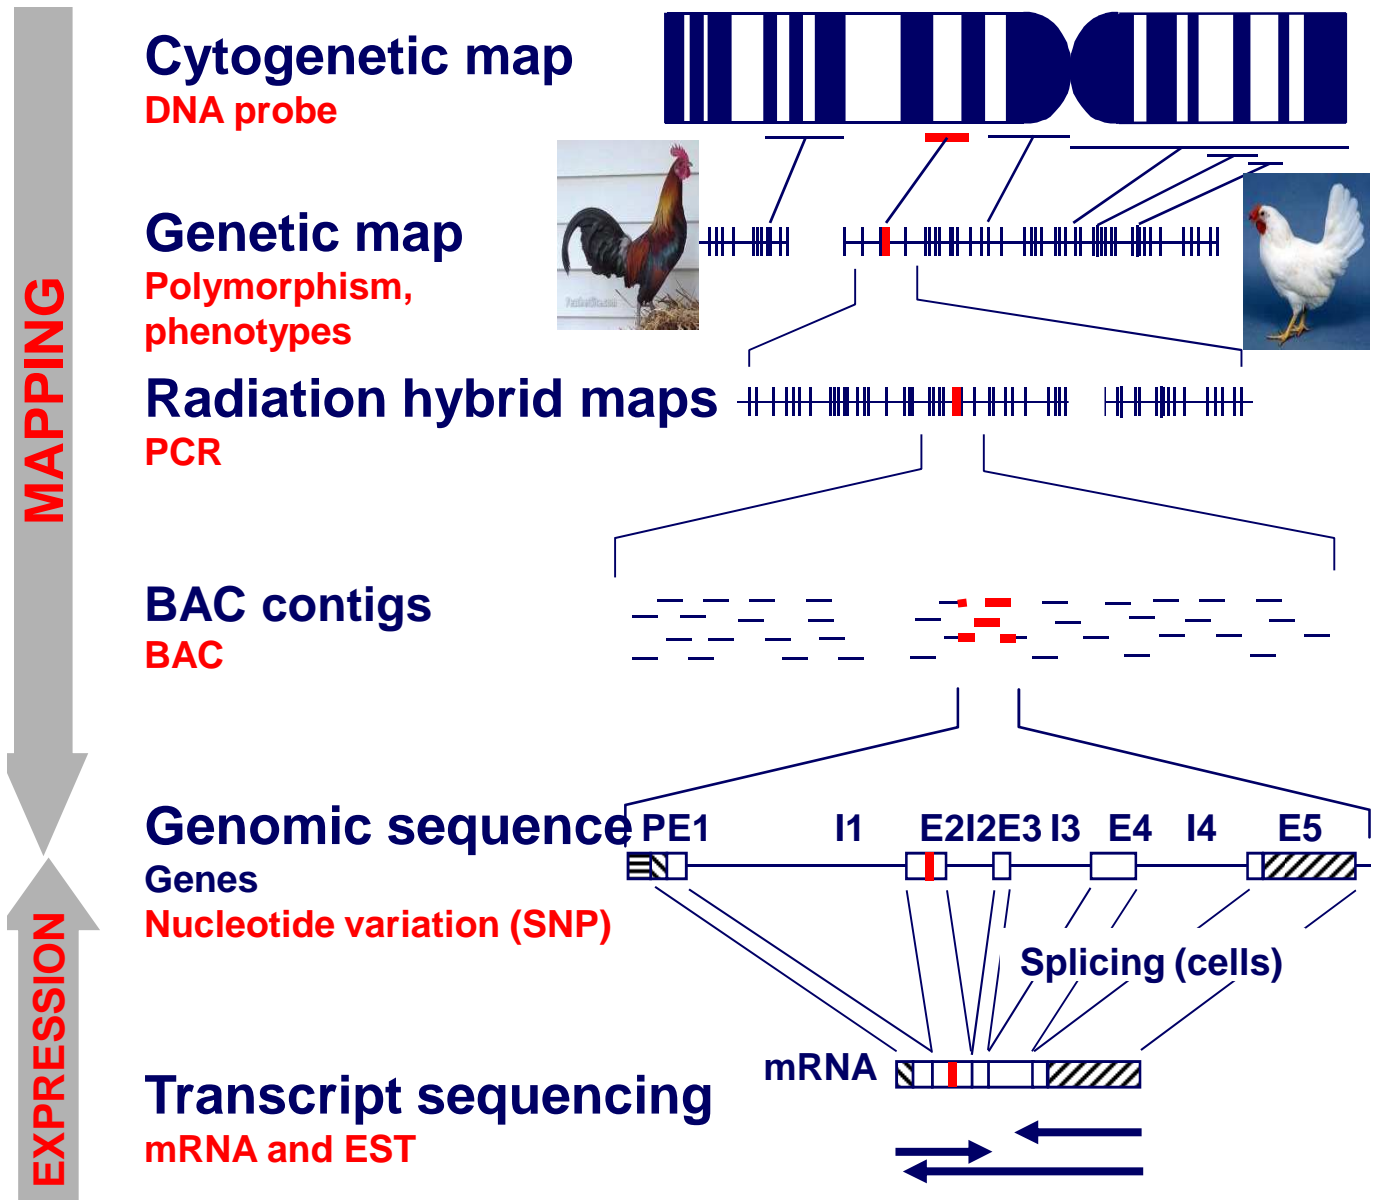 Cytogenetic map
DNA probe
Genetic map
Polymorphism,
phenotypes
Radiation hybrid maps
PCR
BAC contigs
BAC
MAPPING
Genomic sequence
PE1 I1 E2I2E3 I3 E4 I4 E5
Genes
Nucleotide variation (SNP)
Splicing (cells)
EXPRESSION
mRNA
Transcript sequencing
mRNA and EST